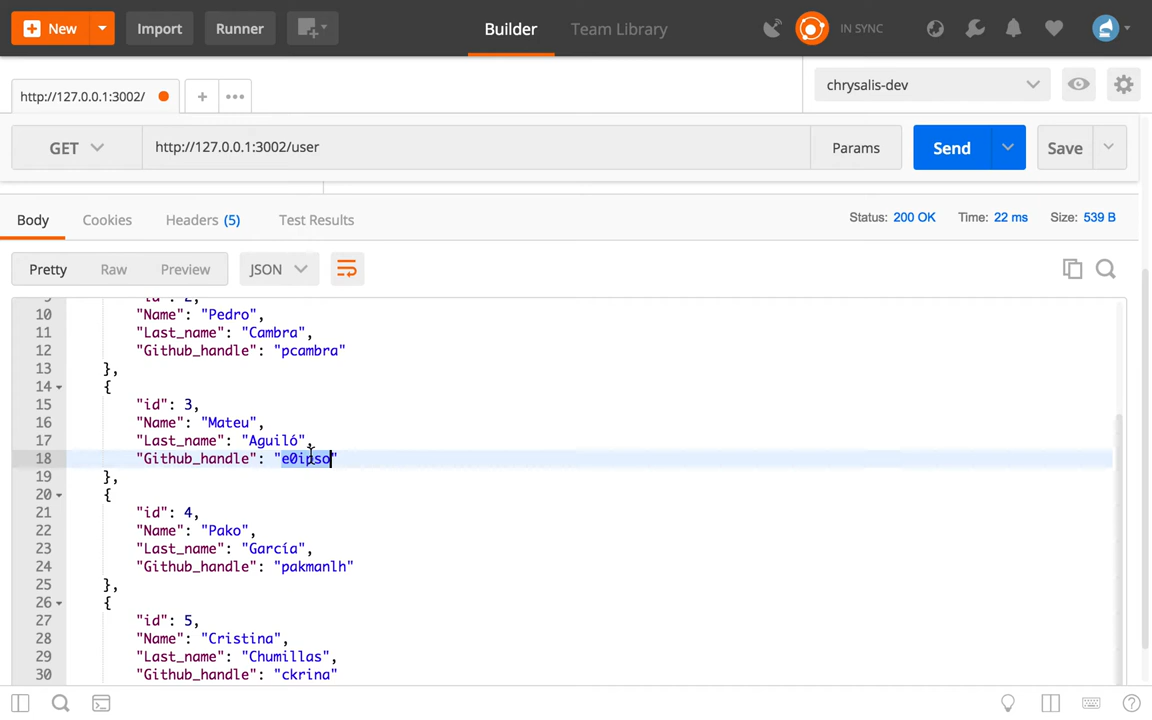 New Import Runner Builder Team Library IN SYNC
http://127.0.0.1:3002/ chrysalis-dev
GET http://127.0.0.1:3002/user Params Send Save
Body Cookies Headers (5) Test Results Status: 200 OK Time: 22 ms Size: 539 B
Pretty Raw Preview JSON
9 "id": 2,
10 "Name": "Pedro",
11 "Last_name": "Cambra",
12 "Github_handle": "pcambra"
13 },
14 {
15 "id": 3,
16 "Name": "Mateu",
17 "Last_name": "Aguiló",
18 "Github_handle": "e0ipso"
19 },
20 {
21 "id": 4,
22 "Name": "Pako",
23 "Last_name": "García",
24 "Github_handle": "pakmanlh"
25 },
26 {
27 "id": 5,
28 "Name": "Cristina",
29 "Last_name": "Chumillas",
30 "Github_handle": "ckrina"